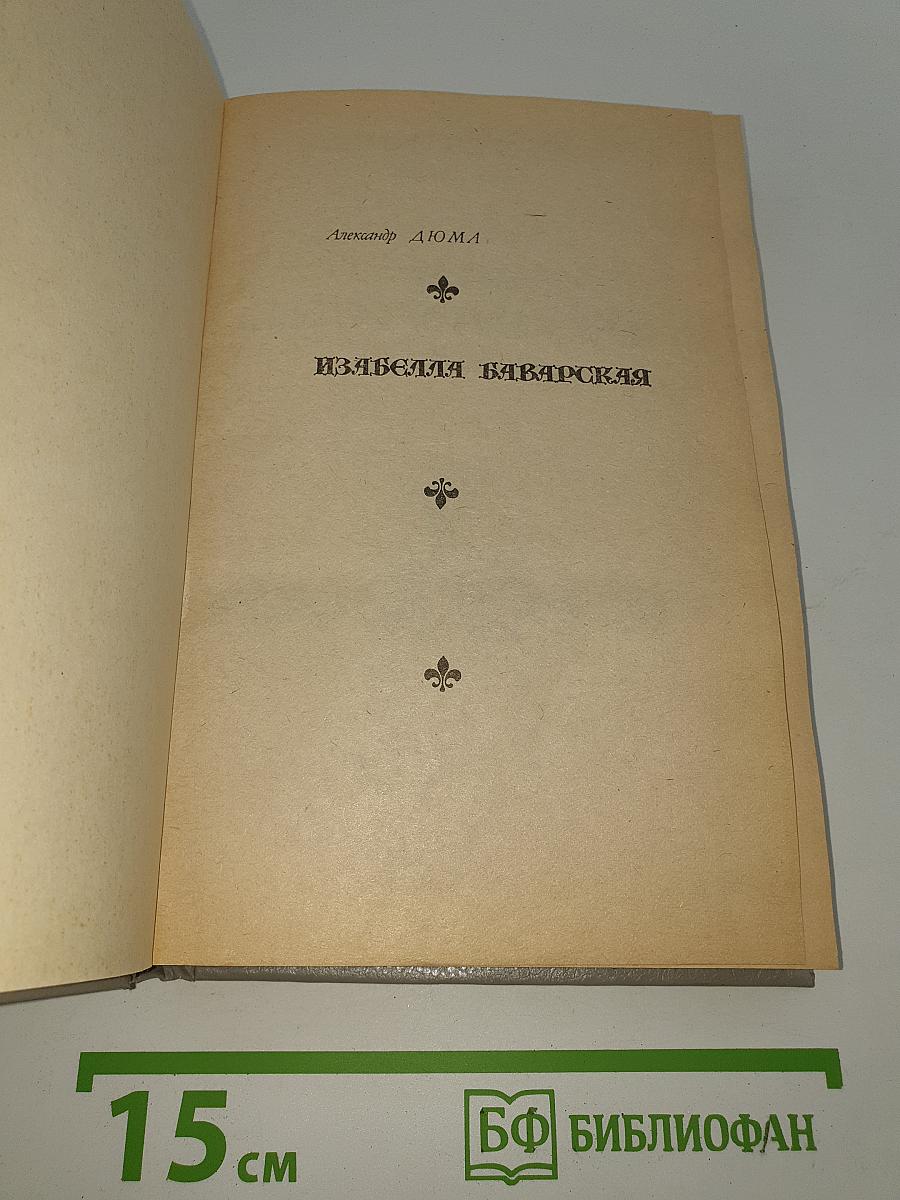 Александр ДЮМА
ИЗАБЕЛЛА БАВАРСКАЯ
15 см
БФ БИБЛИОФАН